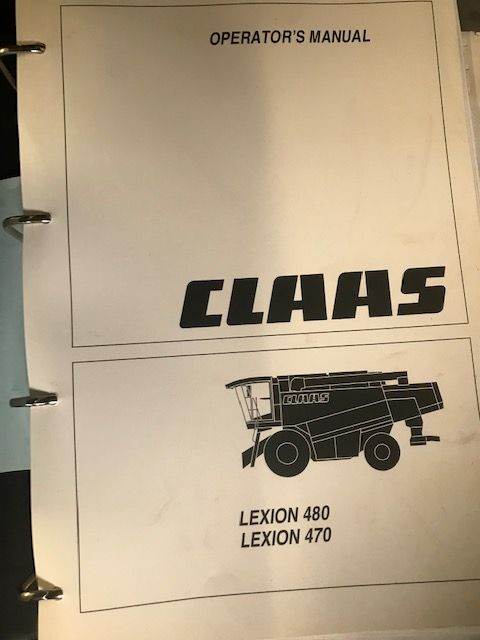 OPERATOR'S MANUAL
CLAAS
CLAAS
LEXION 480
LEXION 470